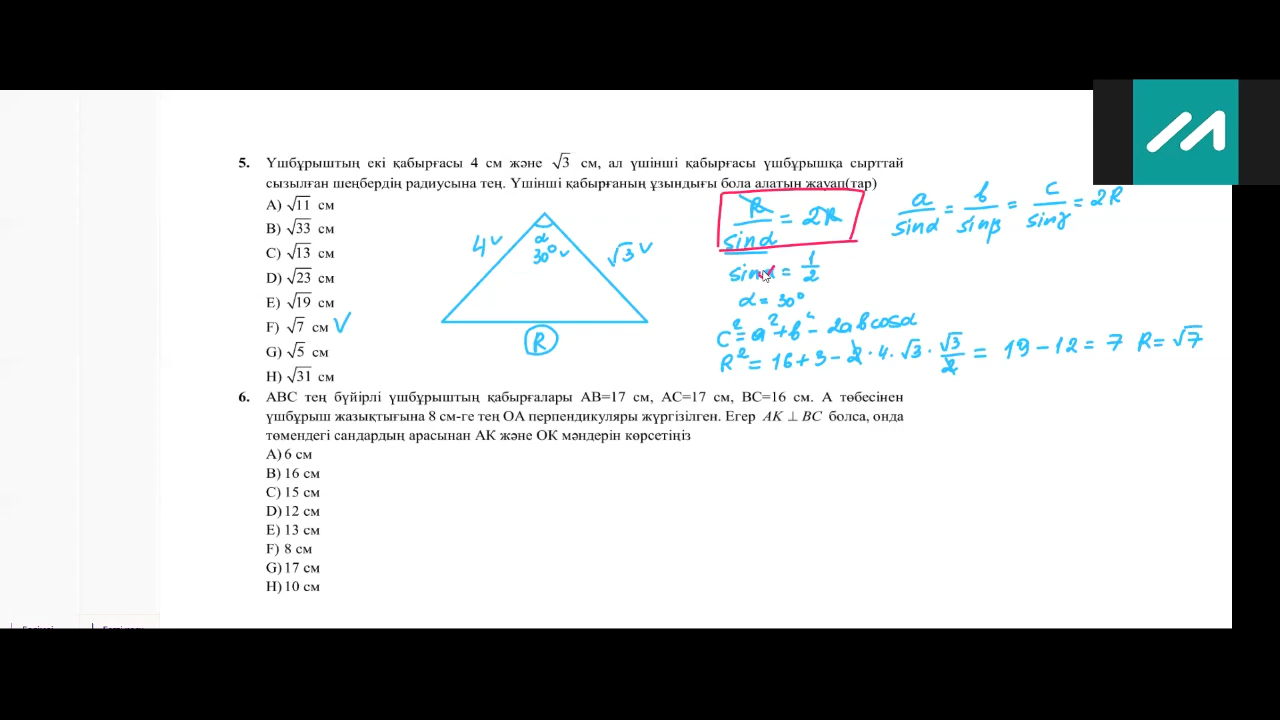 5. Үшбұрыштың екі қабырғасы 4 см және √3 см, ал үшінші қабырғасы үшбұрышқа сырттай
сызылған шеңбердің радиусына тең. Үшінші қабырғаның ұзындығы бола алатын жауап(тар)
A) √11 см
B) √33 см
C) √13 см
D) √23 см
E) √19 см
F) √7 см √
G) √5 см
H) √31 см
4 √
α
30° √
√3 √
R
R/sinα = 2R
a/sinα = b/sinβ = c/sinγ = 2R
sinα = 1/2
α = 30°
c² = a² + b² - 2ab cosα
R² = 16 + 3 - 2 · 4 · √3 · √3/2 = 19 - 12 = 7 R = √7
6. ABC тең бүйірлі үшбұрыштың қабырғалары AB=17 см, AC=17 см, BC=16 см. A төбесінен
үшбұрыш жазықтығына 8 см-ге тең OA перпендикуляры жүргізілген. Егер AK ⊥ BC болса, онда
төмендегі сандардың арасынан AK және OK мәндерін көрсетіңіз
A) 6 см
B) 16 см
C) 15 см
D) 12 см
E) 13 см
F) 8 см
G) 17 см
H) 10 см